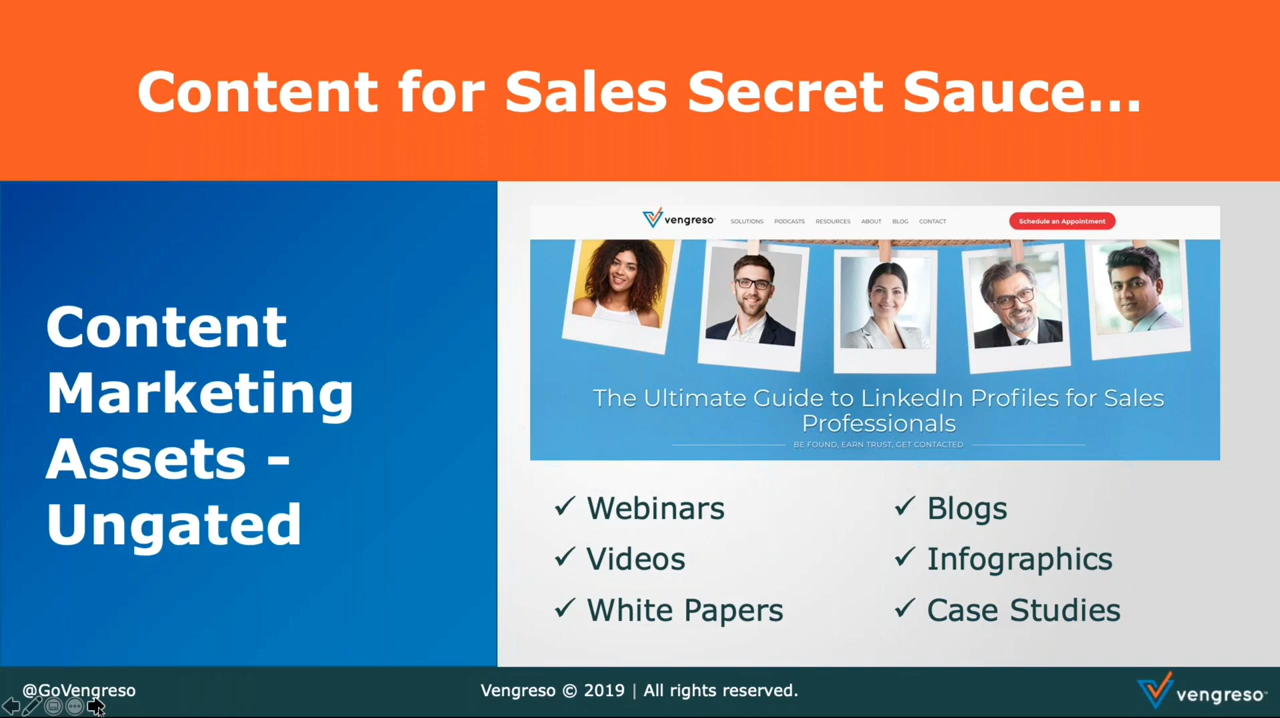 Content for Sales Secret Sauce...
Content
Marketing
Assets -
Ungated
vengreso
SOLUTIONS PODCASTS RESOURCES ABOUT BLOG CONTACT
Schedule an Appointment
The Ultimate Guide to LinkedIn Profiles for Sales
Professionals
BE FOUND, EARN TRUST, GET CONTACTED
✓ Webinars
✓ Videos
✓ White Papers
✓ Blogs
✓ Infographics
✓ Case Studies
@GoVengreso
Vengreso © 2019 | All rights reserved.
vengreso™